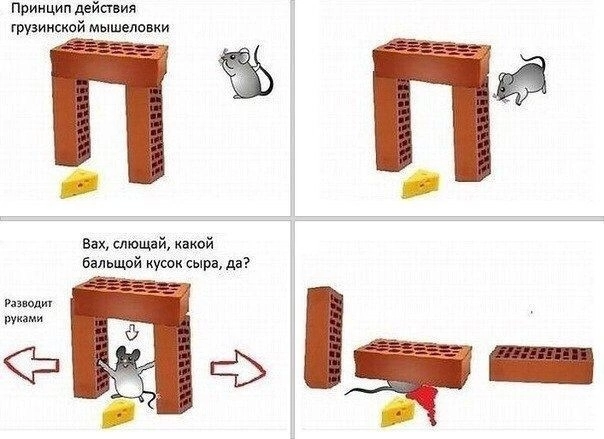 Принцип действия
грузинской мышеловки
Вах, слющай, какой
бальщой кусок сыра, да?
Разводит
руками